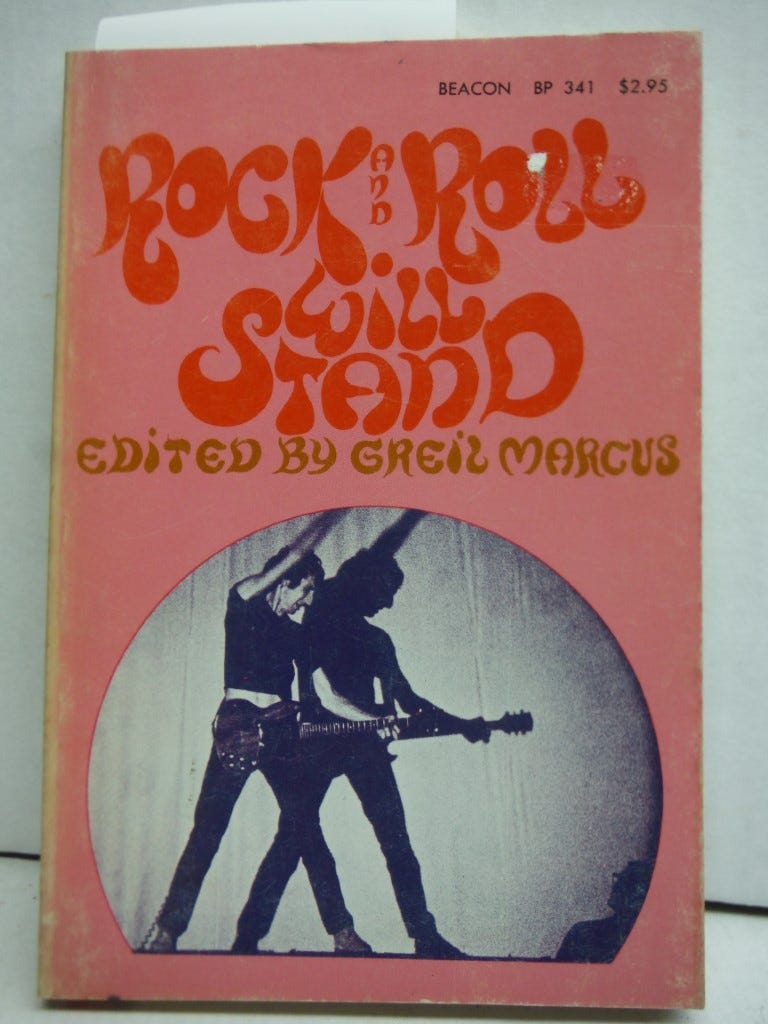 BEACON BP 341 $2.95
ROCK AND ROLL
WILL
STAND
EDITED BY GREIL MARCUS